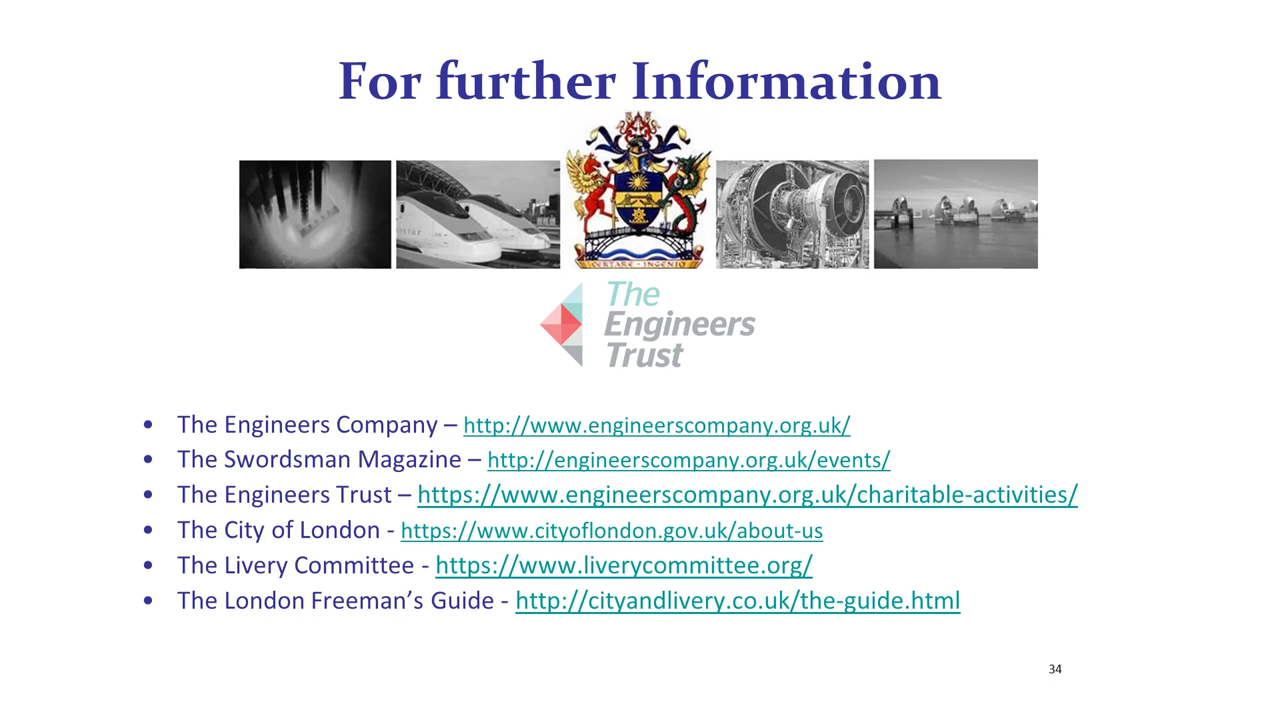 For further Information
CERTARE - INGENIO
The
Engineers
Trust
• The Engineers Company – http://www.engineerscompany.org.uk/
• The Swordsman Magazine – http://engineerscompany.org.uk/events/
• The Engineers Trust – https://www.engineerscompany.org.uk/charitable-activities/
• The City of London - https://www.cityoflondon.gov.uk/about-us
• The Livery Committee - https://www.liverycommittee.org/
• The London Freeman’s Guide - http://cityandlivery.co.uk/the-guide.html
34